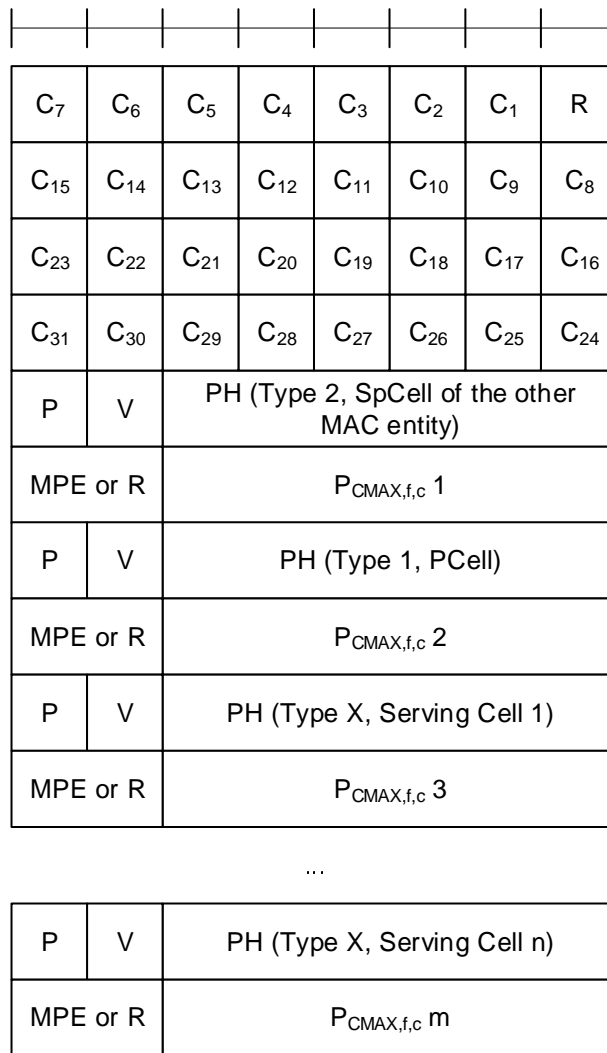 C7 C6 C5 C4 C3 C2 C1 R
C15 C14 C13 C12 C11 C10 C9 C8
C23 C22 C21 C20 C19 C18 C17 C16
C31 C30 C29 C28 C27 C26 C25 C24
P V PH (Type 2, SpCell of the other
MAC entity)
MPE or R PCMAX,f,c 1
P V PH (Type 1, PCell)
MPE or R PCMAX,f,c 2
P V PH (Type X, Serving Cell 1)
MPE or R PCMAX,f,c 3
...
P V PH (Type X, Serving Cell n)
MPE or R PCMAX,f,c m